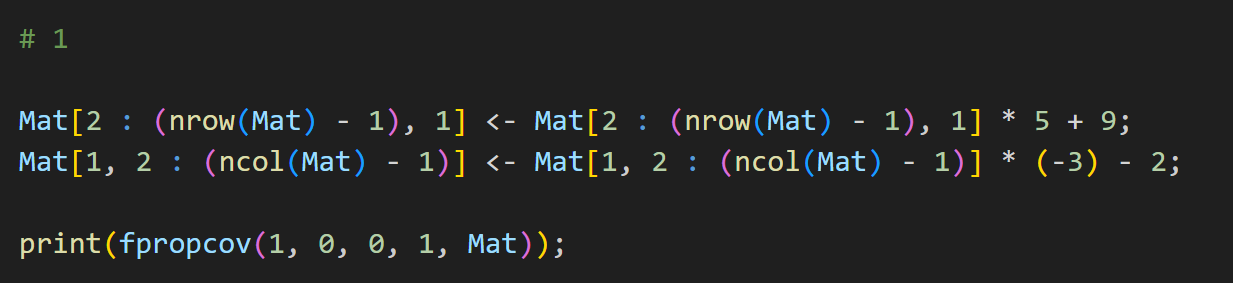 # 1
Mat[2 : (nrow(Mat) - 1), 1] <- Mat[2 : (nrow(Mat) - 1), 1] * 5 + 9;
Mat[1, 2 : (ncol(Mat) - 1)] <- Mat[1, 2 : (ncol(Mat) - 1)] * (-3) - 2;
print(fpropcov(1, 0, 0, 1, Mat));